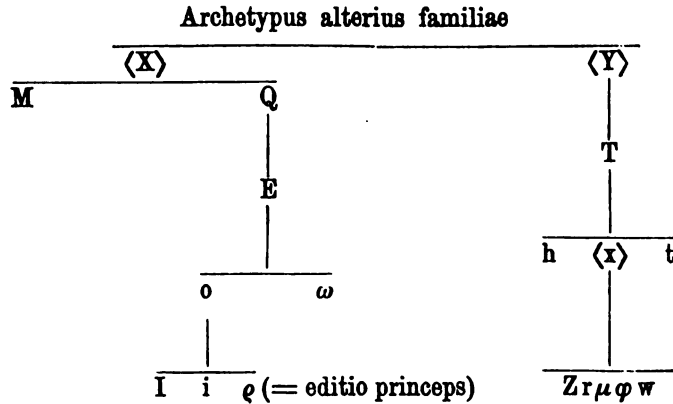 Archetypus alterius familiae
⟨X⟩ ⟨Y⟩
M Q
T
E
h ⟨x⟩ t
o ω
I i ϱ (= editio princeps) Z r μ φ w